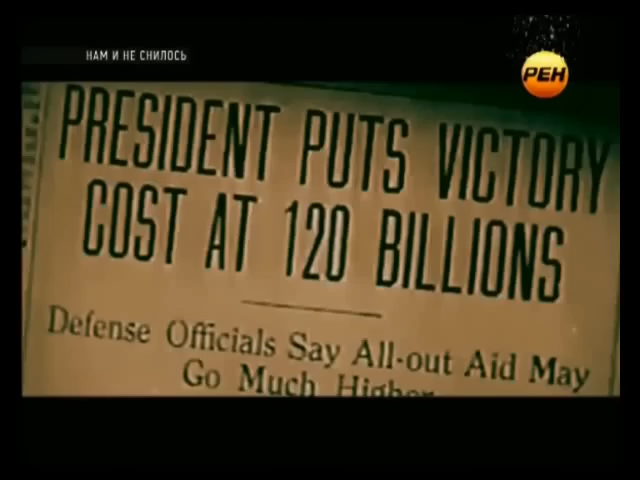 НАМ И НЕ СНИЛОСЬ
РЕН
PRESIDENT PUTS VICTORY
COST AT 120 BILLIONS
Defense Officials Say All-out Aid May
Go Much Higher